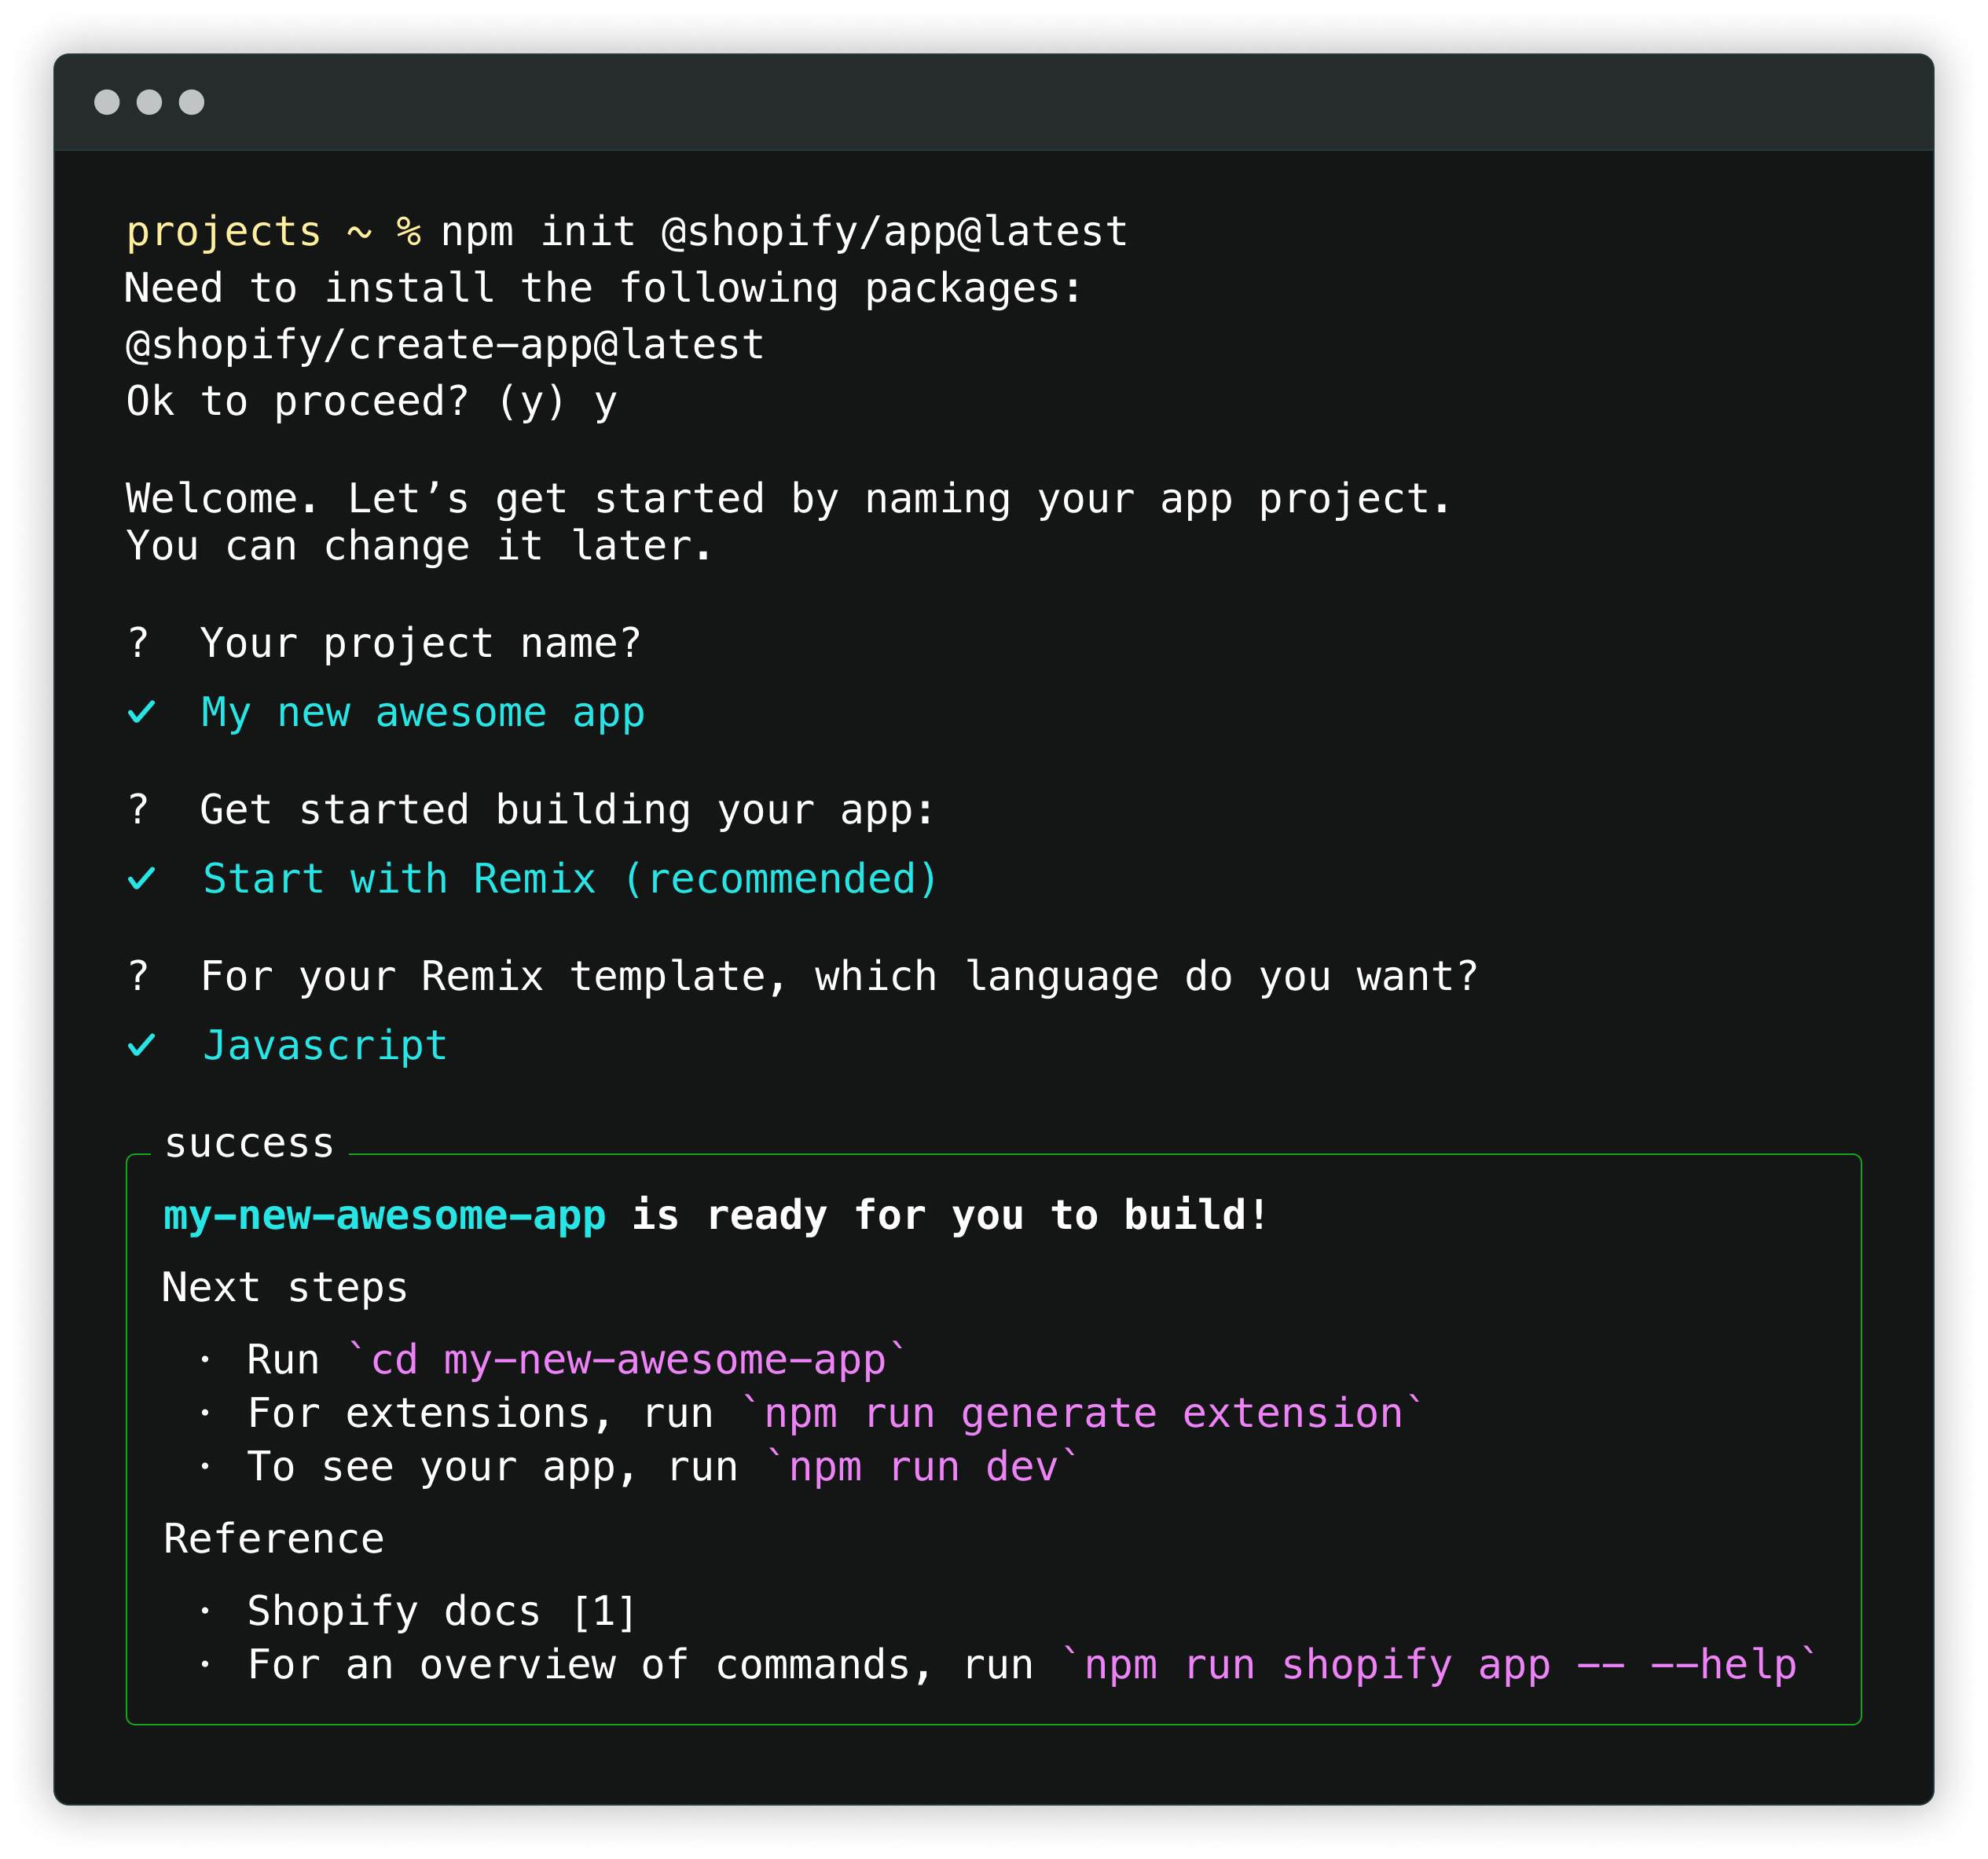 projects ~ % npm init @shopify/app@latest
Need to install the following packages:
@shopify/create-app@latest
Ok to proceed? (y) y
Welcome. Let’s get started by naming your app project.
You can change it later.
? Your project name?
✓ My new awesome app
? Get started building your app:
✓ Start with Remix (recommended)
? For your Remix template, which language do you want?
✓ Javascript
success
my-new-awesome-app is ready for you to build!
Next steps
· Run `cd my-new-awesome-app`
· For extensions, run `npm run generate extension`
· To see your app, run `npm run dev`
Reference
· Shopify docs [1]
· For an overview of commands, run `npm run shopify app -- --help`